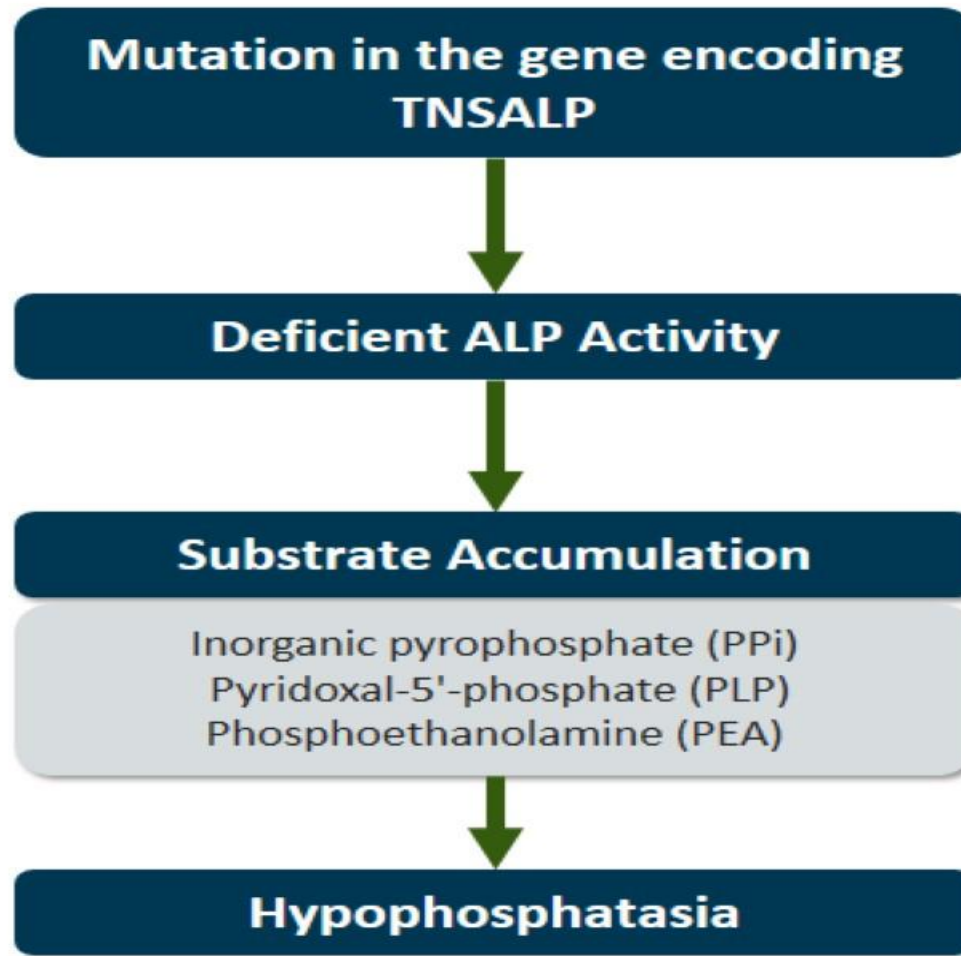 Mutation in the gene encoding
TNSALP
Deficient ALP Activity
Substrate Accumulation
Inorganic pyrophosphate (PPi)
Pyridoxal-5'-phosphate (PLP)
Phosphoethanolamine (PEA)
Hypophosphatasia